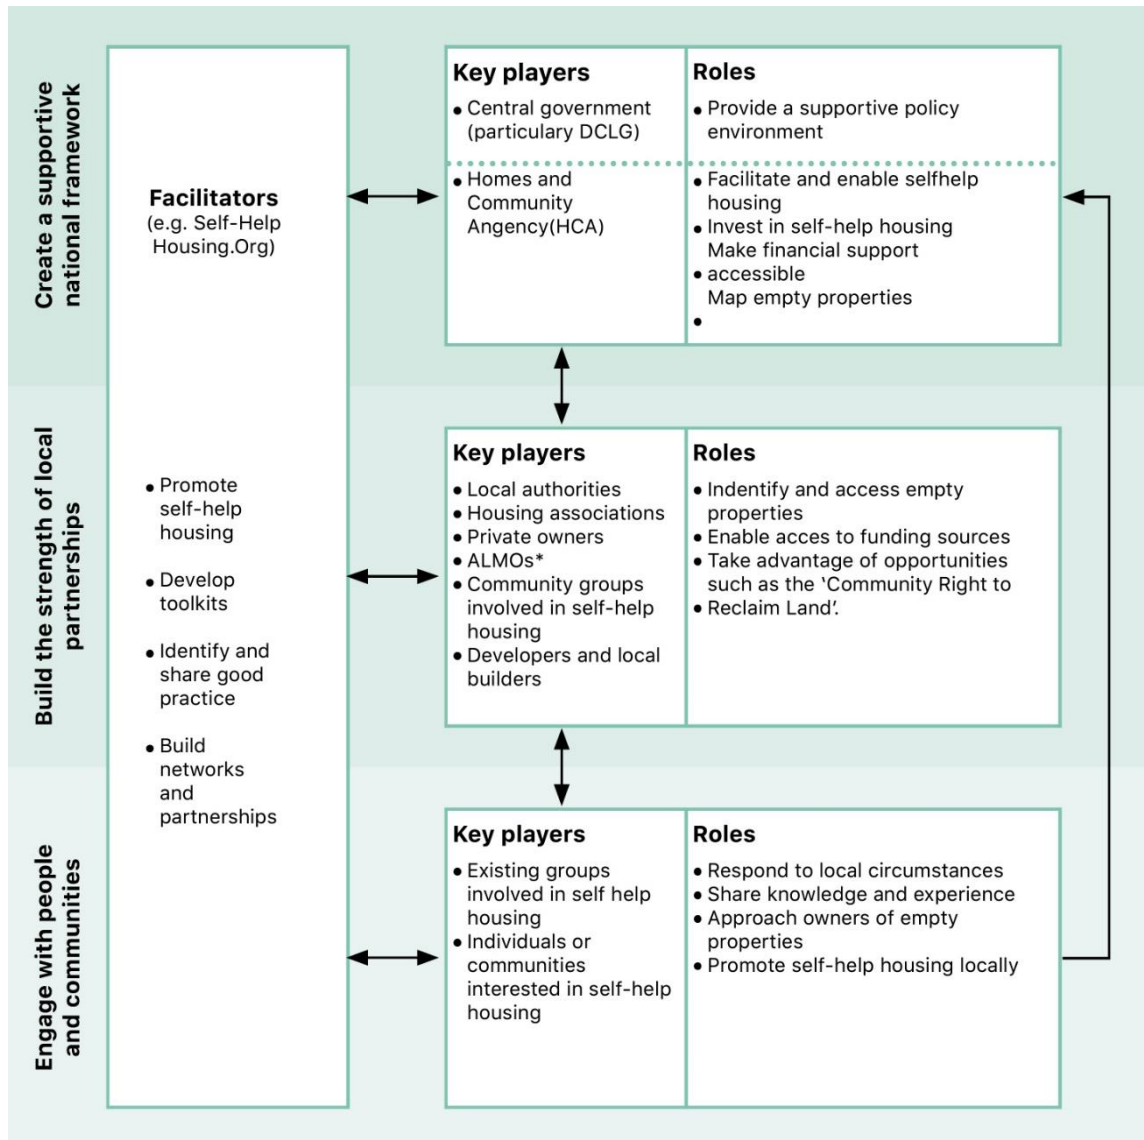 Create a supportive
national framework
Build the strength of local
partnerships
Engage with people
and communities
Facilitators
(e.g. Self-Help
Housing.Org)
• Promote
self-help
housing
• Develop
toolkits
• Identify and
share good
practice
• Build
networks
and
partnerships
Key players
• Central government
(particulary DCLG)
• Homes and
Community
Angency(HCA)
Roles
• Provide a supportive policy
environment
• Facilitate and enable selfhelp
housing
• Invest in self-help housing
Make financial support
• accessible
Map empty properties
•
Key players
• Local authorities
• Housing associations
• Private owners
• ALMOs*
• Community groups
involved in self-help
housing
• Developers and local
builders
Roles
• Indentify and access empty
properties
• Enable acces to funding sources
• Take advantage of opportunities
such as the ‘Community Right to
• Reclaim Land’.
Key players
• Existing groups
involved in self help
housing
• Individuals or
communities
interested in self-help
housing
Roles
• Respond to local circumstances
• Share knowledge and experience
• Approach owners of empty
properties
• Promote self-help housing locally